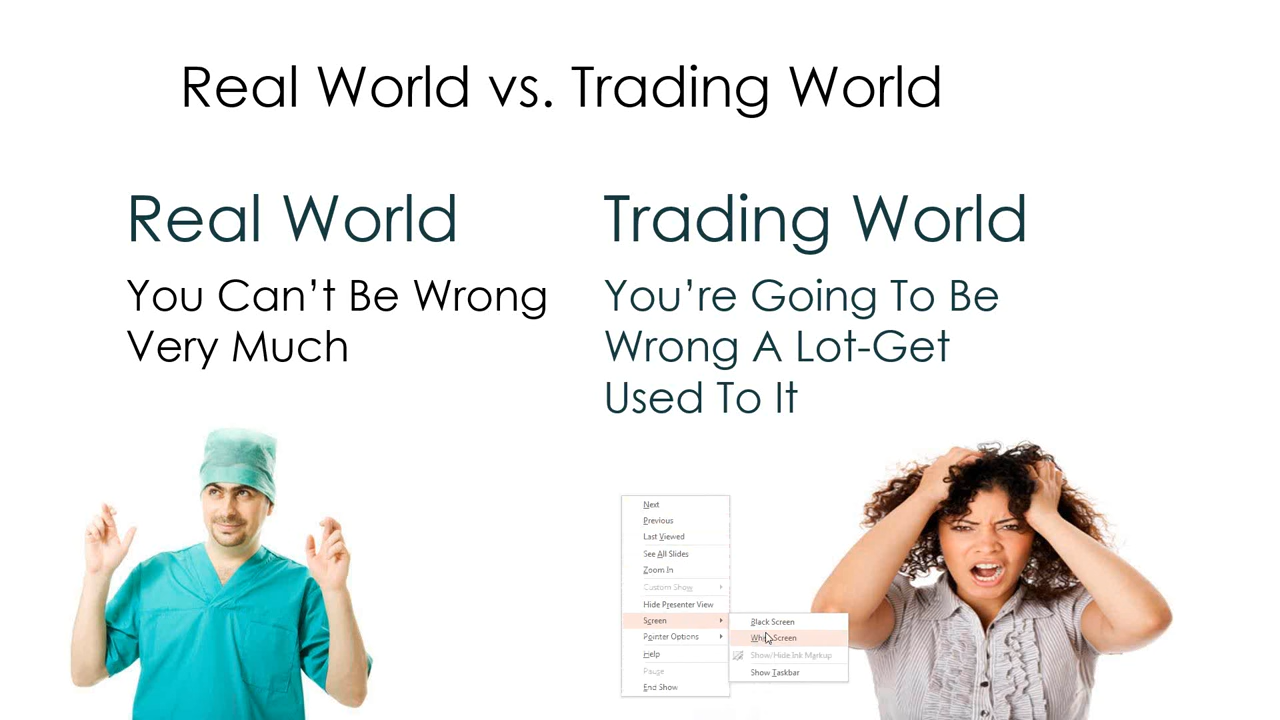 Real World vs. Trading World
Real World
You Can't Be Wrong
Very Much
Trading World
You're Going To Be
Wrong A Lot-Get
Used To It
Next
Previous
Last Viewed
See All Slides
Zoom In
Custom Show
Hide Presenter View
Screen
Pointer Options
Help
Pause
End Show
Black Screen
Screen
Show/Hide Ink Markup
Show Taskbar